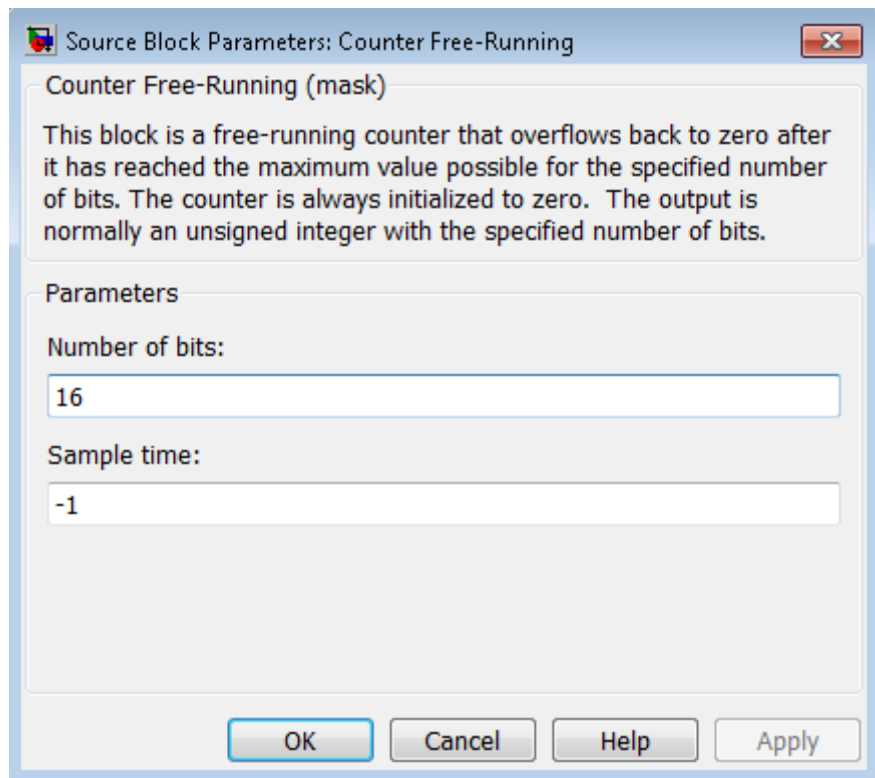 Source Block Parameters: Counter Free-Running
Counter Free-Running (mask)
This block is a free-running counter that overflows back to zero after
it has reached the maximum value possible for the specified number
of bits. The counter is always initialized to zero.  The output is
normally an unsigned integer with the specified number of bits.
Parameters
Number of bits:
16
Sample time:
-1
OK Cancel Help Apply